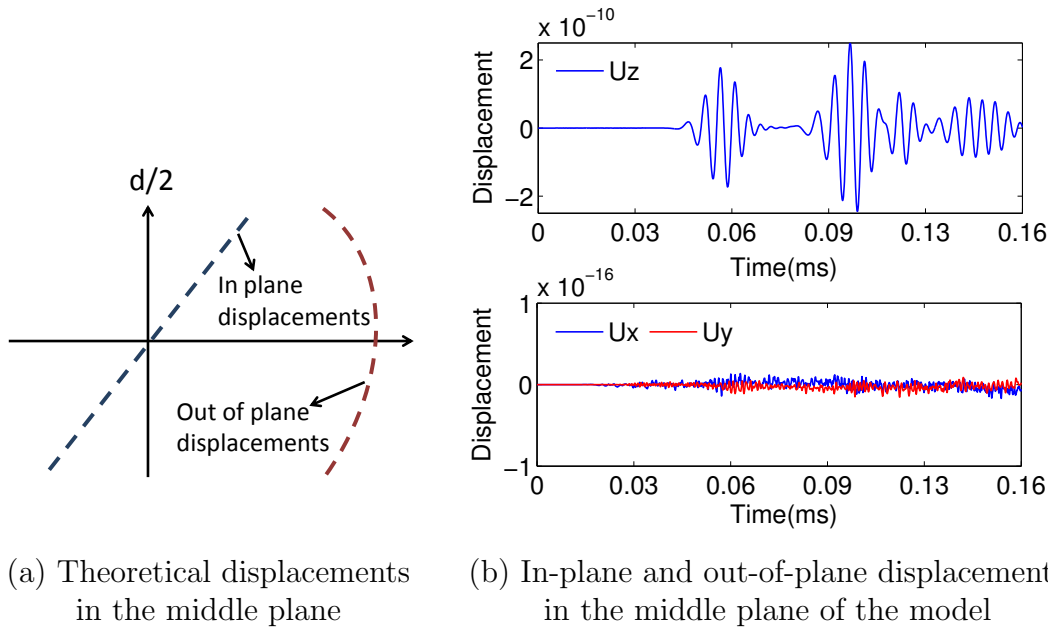 d/2
In plane
displacements
Out of plane
displacements
(a) Theoretical displacements
in the middle plane
x 10⁻¹⁰
Displacement
2
0
−2
Uz
0 0.03 0.06 0.09 0.13 0.16
Time(ms)
x 10⁻¹⁶
Displacement
1
0
−1
Ux Uy
0 0.03 0.06 0.09 0.13 0.16
Time(ms)
(b) In-plane and out-of-plane displacement
in the middle plane of the model